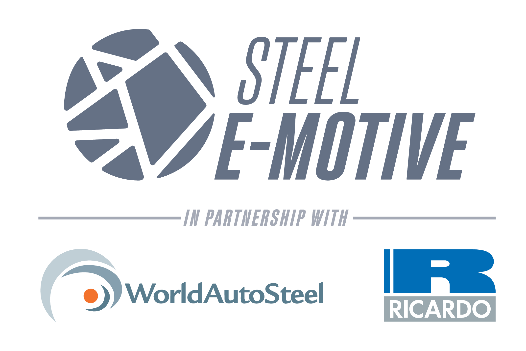 STEEL
E-MOTIVE
IN PARTNERSHIP WITH
WorldAutoSteel
R
RICARDO